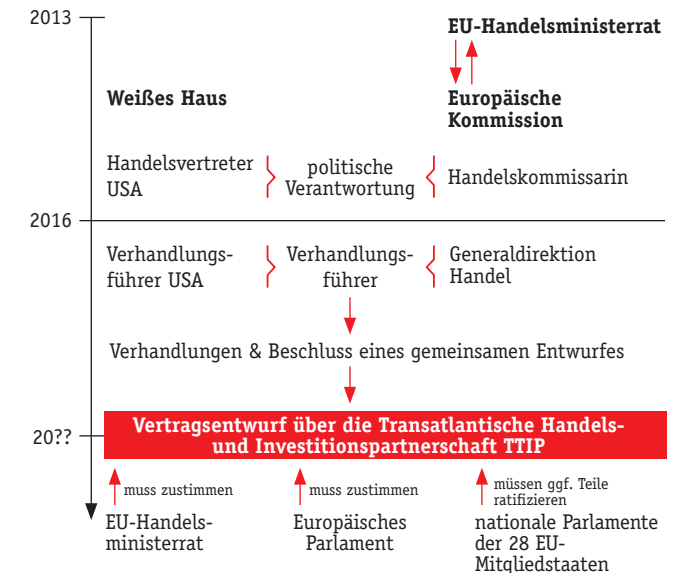 2013
EU-Handelsministerrat
Weißes Haus
Europäische
Kommission
Handelsvertreter
USA
politische
Verantwortung
Handelskommissarin
2016
Verhandlungs-
führer USA
Verhandlungs-
führer
Generaldirektion
Handel
Verhandlungen & Beschluss eines gemeinsamen Entwurfes
20??
Vertragsentwurf über die Transatlantische Handels-
und Investitionspartnerschaft TTIP
muss zustimmen
EU-Handels-
ministerrat
muss zustimmen
Europäisches
Parlament
müssen ggf. Teile
ratifizieren
nationale Parlamente
der 28 EU-
Mitgliedstaaten